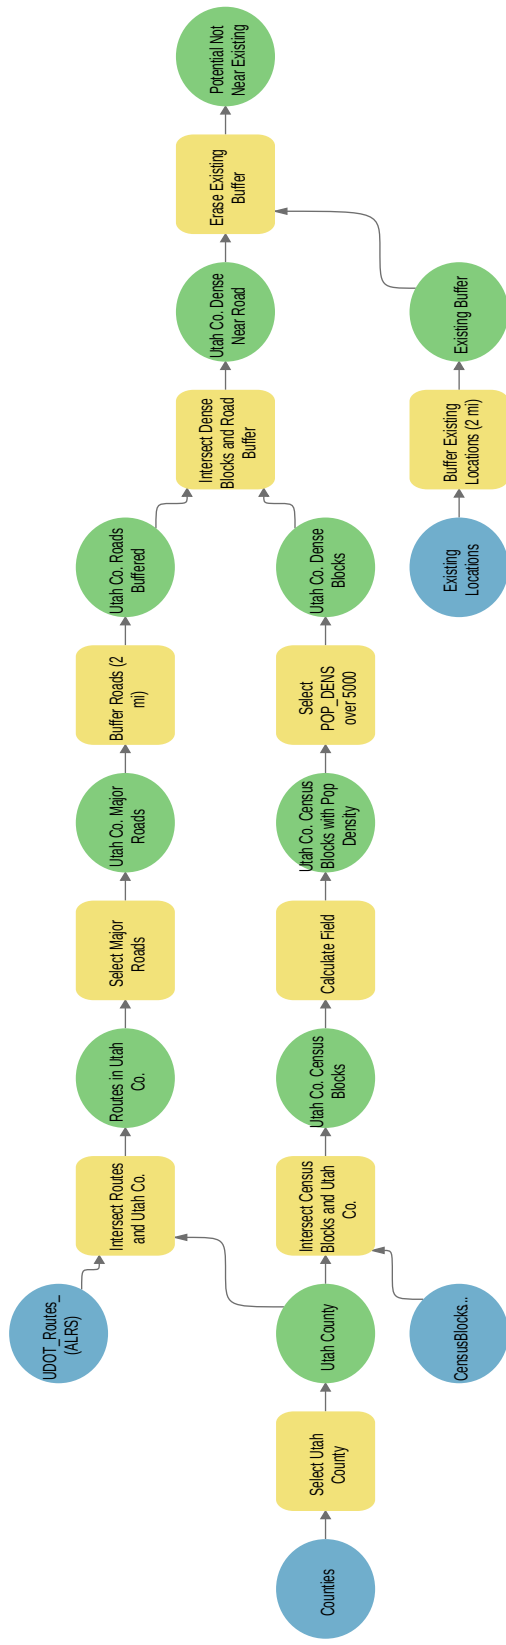 Potential Not
Near Existing
Erase Existing
Buffer
Utah Co. Dense
Near Road
Existing Buffer
Intersect Dense
Blocks and Road
Buffer
Buffer Existing
Locations (2 mi)
Utah Co. Roads
Buffered
Utah Co. Dense
Blocks
Existing
Locations
Buffer Roads (2
mi)
Select
POP_DENS
over 5000
Utah Co. Major
Roads
Utah Co. Census
Blocks with Pop
Density
Select Major
Roads
Calculate Field
Routes in Utah
Co.
Utah Co. Census
Blocks
Intersect Routes
and Utah Co.
Intersect Census
Blocks and Utah
Co.
UDOT_Routes_
(ALRS)
Utah County
CensusBlocks...
Select Utah
County
Counties